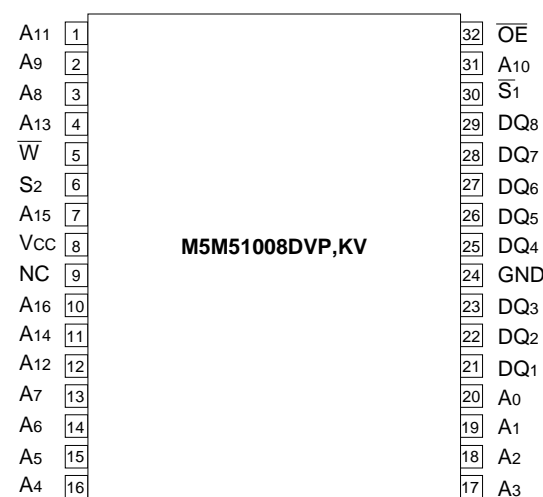 A11 1 32 O̅E̅
A9 2 31 A10
A8 3 30 S̅1
A13 4 29 DQ8
W̅ 5 28 DQ7
S2 6 27 DQ6
A15 7 26 DQ5
VCC 8 M5M51008DVP,KV 25 DQ4
NC 9 24 GND
A16 10 23 DQ3
A14 11 22 DQ2
A12 12 21 DQ1
A7 13 20 A0
A6 14 19 A1
A5 15 18 A2
A4 16 17 A3